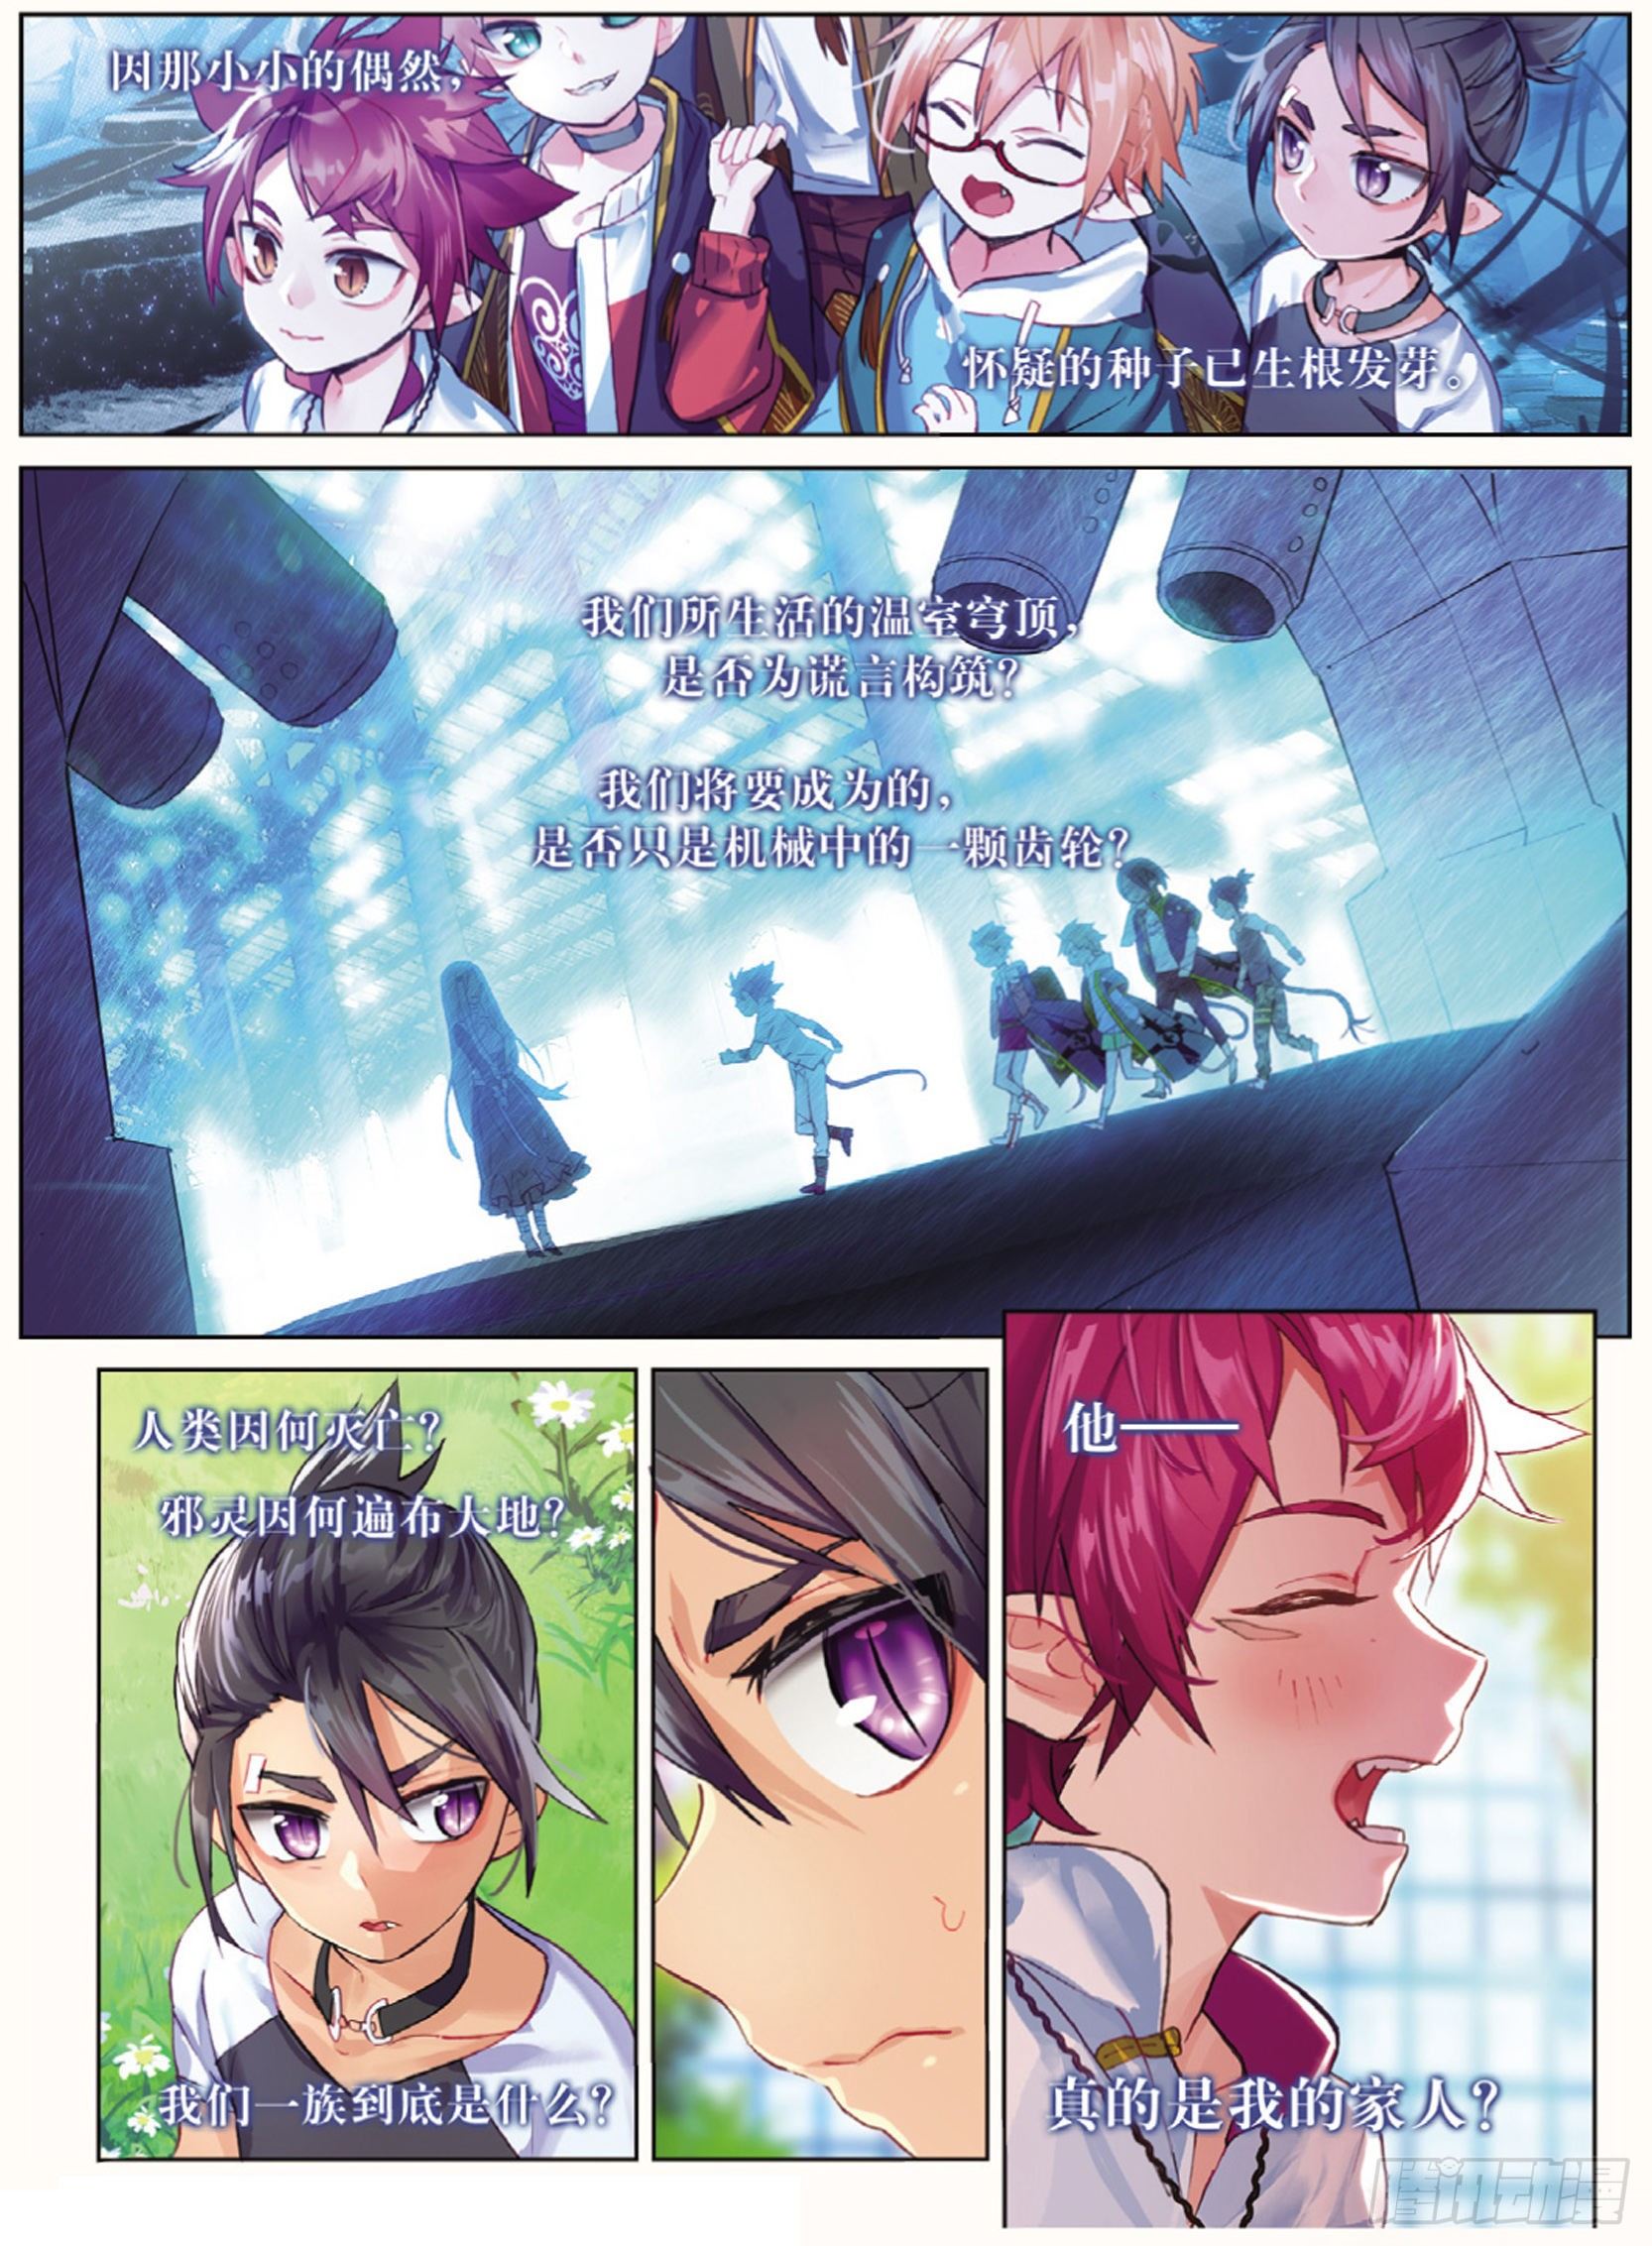 因那小小的偶然，
怀疑的种子已生根发芽。
我们所生活的温室穹顶，
是否为谎言构筑？
我们将要成为的，
是否只是机械中的一颗齿轮？
人类因何灭亡？
邪灵因何遍布大地？
我们一族到底是什么？
他——
真的是我的家人？
腾讯动漫